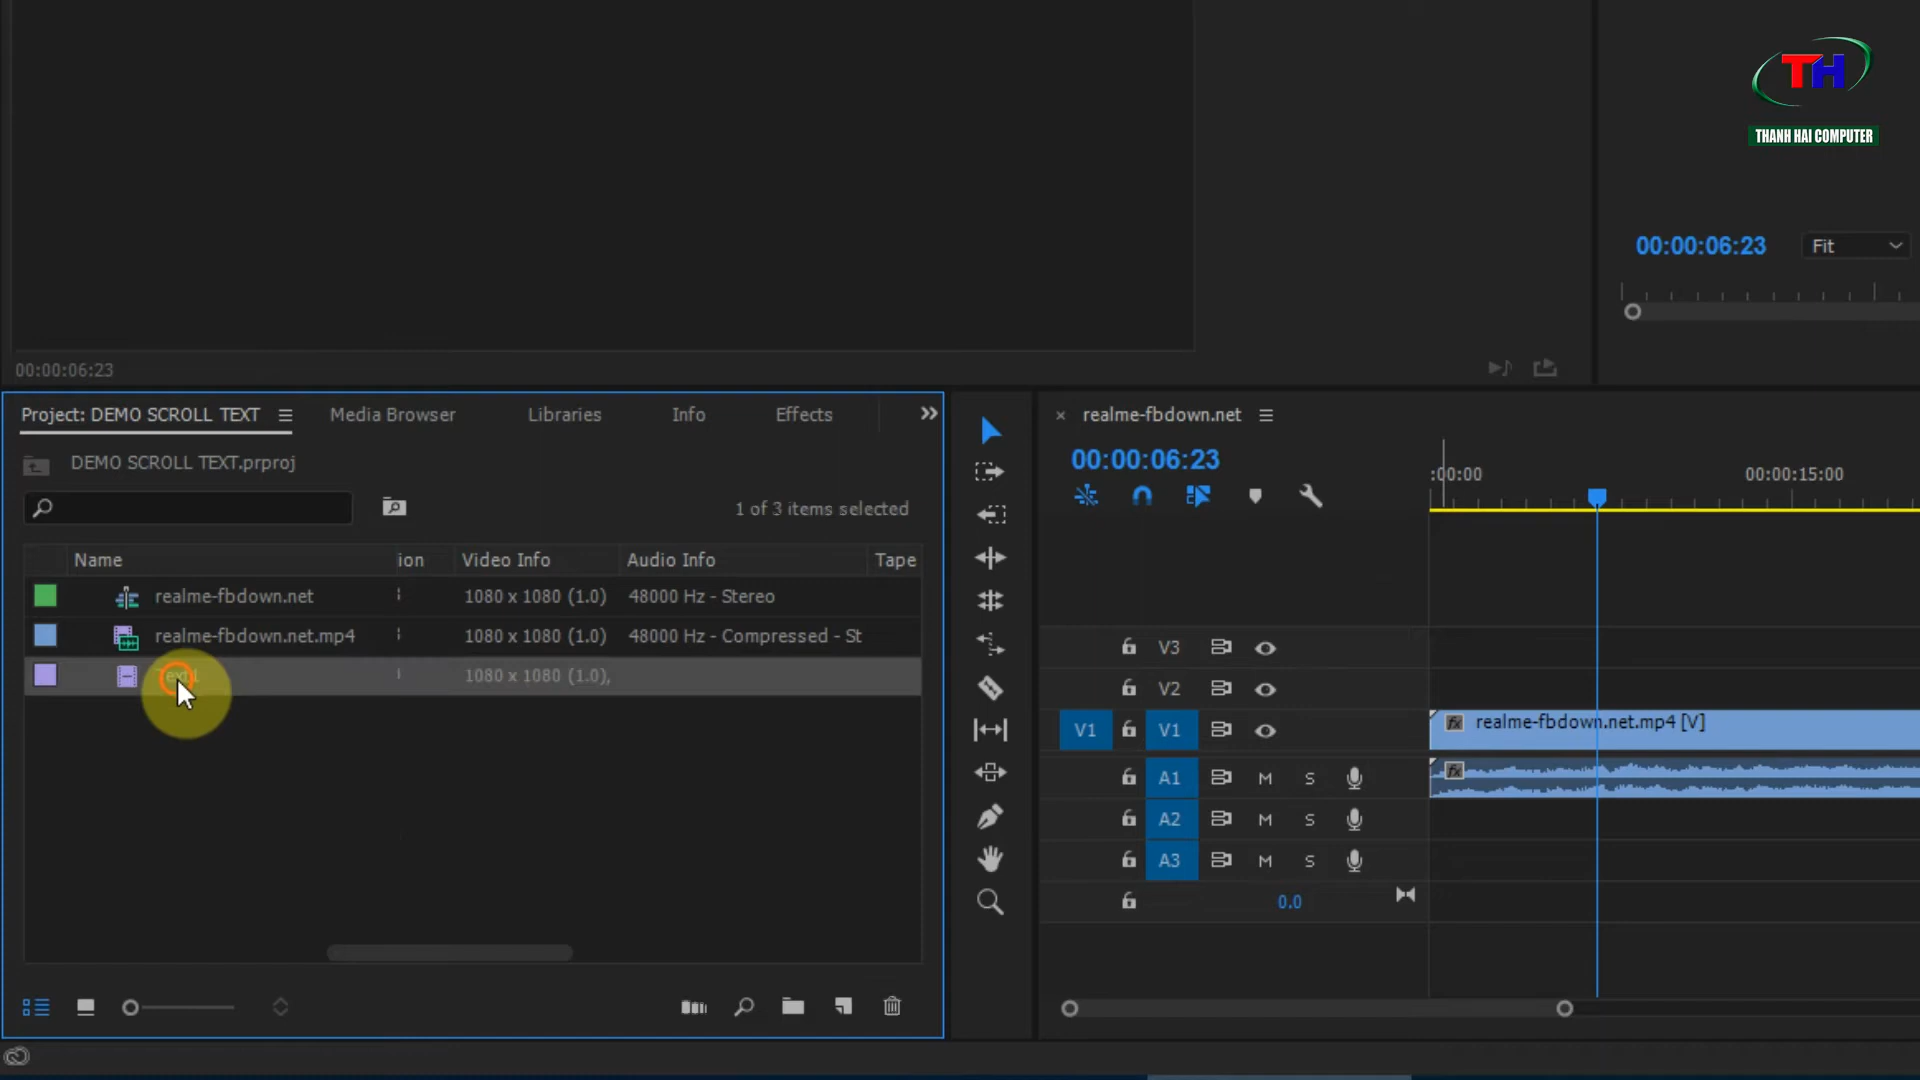 TH
THANH HAI COMPUTER
00:00:06:23
Fit
00:00:06:23
Project: DEMO SCROLL TEXT
Media Browser
Libraries
Info
Effects
DEMO SCROLL TEXT.prproj
1 of 3 items selected
Name
ion
Video Info
Audio Info
Tape
realme-fbdown.net
1080 x 1080 (1.0)
48000 Hz - Stereo
realme-fbdown.net.mp4
1080 x 1080 (1.0)
48000 Hz - Compressed - St
1080 x 1080 (1.0),
realme-fbdown.net
00:00:06:23
:00:00
00:00:15:00
V3
V2
V1
V1
realme-fbdown.net.mp4 [V]
fx
A1
M
S
fx
A2
M
S
A3
M
S
0.0